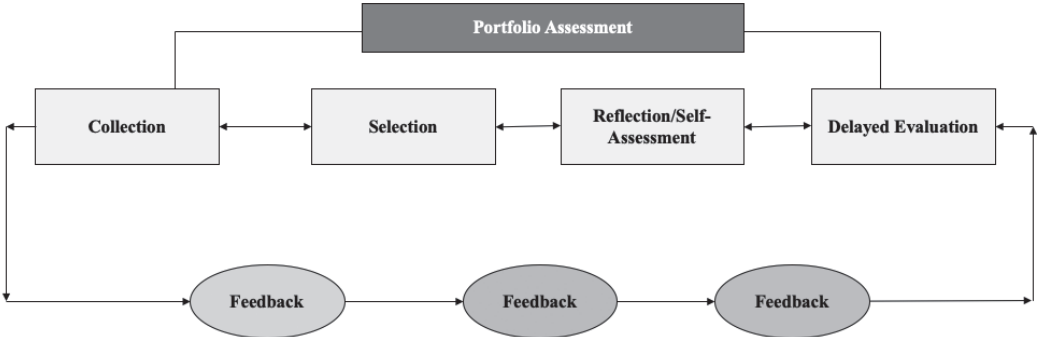 Portfolio Assessment
Collection
Selection
Reflection/Self-
Assessment
Delayed Evaluation
Feedback
Feedback
Feedback